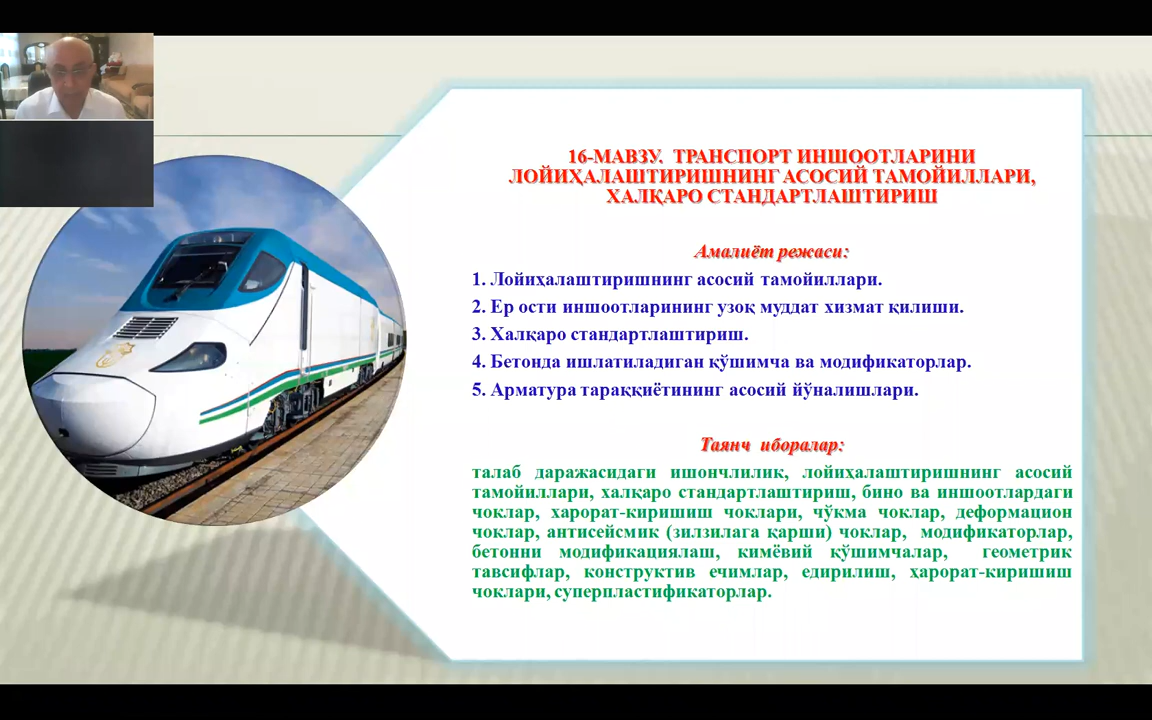 16-МАВЗУ. ТРАНСПОРТ ИНШООТЛАРИНИ
ЛОЙИҲАЛАШТИРИШНИНГ АСОСИЙ ТАМОЙИЛЛАРИ,
ХАЛҚАРО СТАНДАРТЛАШТИРИШ
Амалиёт режаси:
1. Лойиҳалаштиришнинг асосий тамойиллари.
2. Ер ости иншоотларининг узоқ муддат хизмат қилиши.
3. Халқаро стандартлаштириш.
4. Бетонда ишлатиладиган қўшимча ва модификаторлар.
5. Арматура тараққиётининг асосий йўналишлари.
Таянч иборалар:
талаб даражасидаги ишончлилик, лойиҳалаштиришнинг асосий
тамойиллари, халқаро стандартлаштириш, бино ва иншоотлардаги
чоклар, харорат-киришиш чоклари, чўкма чоклар, деформацион
чоклар, антисейсмик (зилзилага қарши) чоклар, модификаторлар,
бетонни модификациялаш, кимёвий қўшимчалар, геометрик
тавсифлар, конструктив ечимлар, едирилиш, ҳарорат-киришиш
чоклари, суперпластификаторлар.